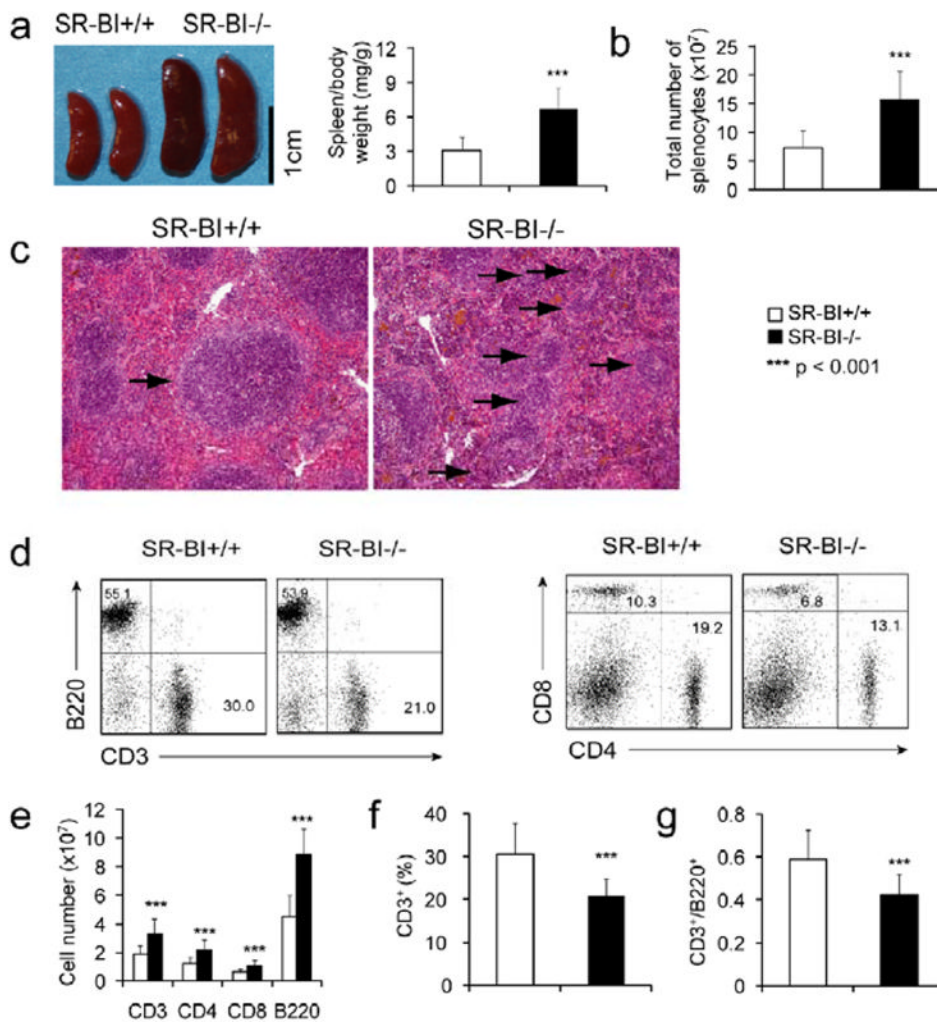 a
SR-BI+/+ SR-BI-/-
1cm
Spleen/body
weight (mg/g)
12
9
6
3
0
***
b
Total number of
splenocytes (x10⁷)
25
20
15
10
5
0
***
c
SR-BI+/+ SR-BI-/-
SR-BI+/+
SR-BI-/-
*** p < 0.001
d
SR-BI+/+ SR-BI-/-
55.1 53.9
30.0 21.0
B220
CD3
SR-BI+/+ SR-BI-/-
10.3 6.8
19.2 13.1
CD8
CD4
e
Cell number (x10⁷)
12
10
8
6
4
2
0
*** *** *** ***
CD3 CD4 CD8 B220
f
CD3⁺ (%)
40
30
20
10
0
***
g
CD3⁺/B220⁺
0.8
0.6
0.4
0.2
0
***